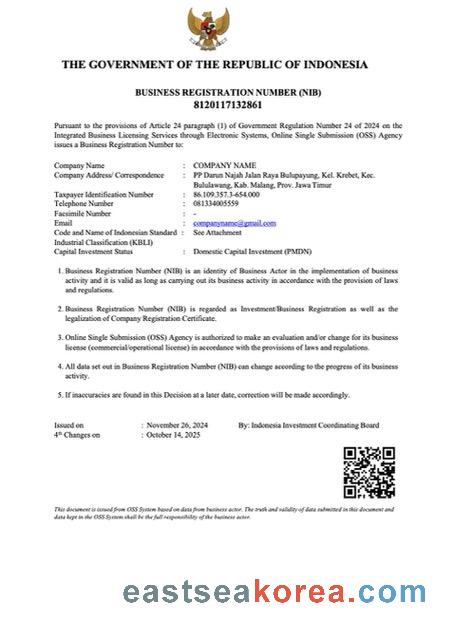 THE GOVERNMENT OF THE REPUBLIC OF INDONESIA
BUSINESS REGISTRATION NUMBER (NIB)
8120117132861
Pursuant to the provisions of Article 24 paragraph (1) of Government Regulation Number 24 of 2024 on the
Integrated Business Licensing Services through Electronic Systems, Online Single Submission (OSS) Agency
issues a Business Registration Number to:
Company Name : COMPANY NAME
Company Address/ Correspondence : PP Darun Najah Jalan Raya Bulupayung, Kel. Krebet, Kec.
Bululawang, Kab. Malang, Prov. Jawa Timur
Taxpayer Identification Number : 86.109.357.3-654.000
Telephone Number : 081334005559
Facsimile Number : -
Email : companyname@gmail.com
Code and Name of Indonesian Standard : See Attachment
Industrial Classification (KBLI)
Capital Investment Status : Domestic Capital Investment (PMDN)
1. Business Registration Number (NIB) is an identity of Business Actor in the implementation of business
activity and it is valid as long as carrying out its business activity in accordance with the provision of laws
and regulations.
2. Business Registration Number (NIB) is regarded as Investment/Business Registration as well as the
legalization of Company Registration Certificate.
3. Online Single Submission (OSS) Agency is authorized to make an evaluation and/or change for its business
license (commercial/operational license) in accordance with the provisions of laws and regulations.
4. All data set out in Business Registration Number (NIB) can change according to the progress of its business
activity.
5. If inaccuracies are found in this Decision at a later date, correction will be made accordingly.
Issued on : November 26, 2024 By: Indonesia Investment Coordinating Board
4th Changes on : October 14, 2025
This document is issued from OSS System based on data from business actor. The truth and validity of data submitted in this document and
data kept in the OSS System shall be the full responsibility of the business actor.
eastseakorea.com